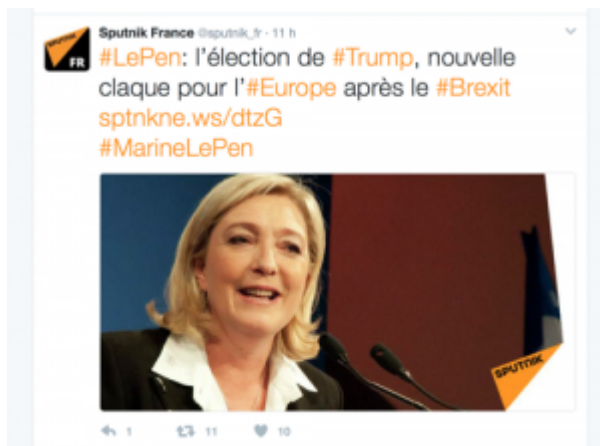 Sputnik France @sputnik_fr · 11 h
#LePen: l'élection de #Trump, nouvelle
claque pour l'#Europe après le #Brexit
sptnkne.ws/dtzG
#MarineLePen
SPUTNIK
FR
SPUTNIK
1 11 10